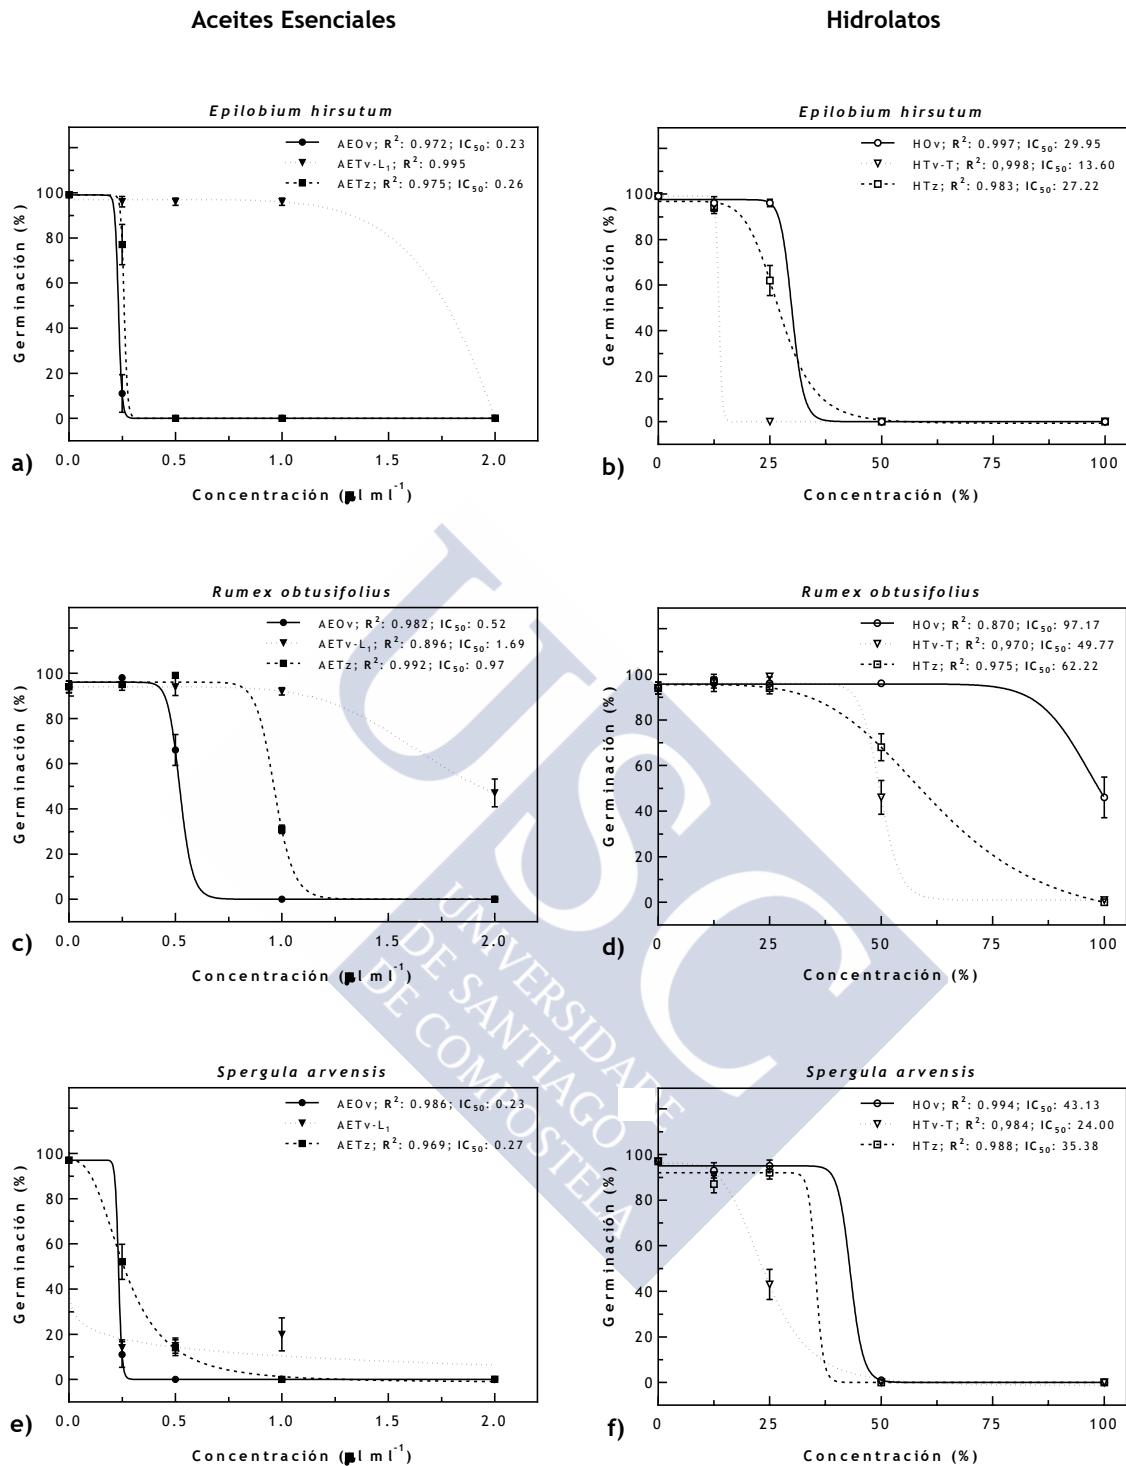 Aceites Esenciales
Hidrolatos
Epilobium hirsutum
AEOv; R²: 0.972; IC₅₀: 0.23
AETv-L₁; R²: 0.995
AETz; R²: 0.975; IC₅₀: 0.26
Germinación (%)
100
80
60
40
20
0
0.0 0.5 1.0 1.5 2.0
a)
Concentración (μl ml⁻¹)
Epilobium hirsutum
HOv; R²: 0.997; IC₅₀: 29.95
HTv-T; R²: 0,998; IC₅₀: 13.60
HTz; R²: 0.983; IC₅₀: 27.22
Germinación (%)
100
80
60
40
20
0
0 25 50 75 100
b)
Concentración (%)
Rumex obtusifolius
AEOv; R²: 0.982; IC₅₀: 0.52
AETv-L₁; R²: 0.896; IC₅₀: 1.69
AETz; R²: 0.992; IC₅₀: 0.97
Germinación (%)
100
80
60
40
20
0
0.0 0.5 1.0 1.5 2.0
c)
Concentración (μl ml⁻¹)
Rumex obtusifolius
HOv; R²: 0.870; IC₅₀: 97.17
HTv-T; R²: 0,970; IC₅₀: 49.77
HTz; R²: 0.975; IC₅₀: 62.22
Germinación (%)
100
80
60
40
20
0
0 25 50 75 100
d)
Concentración (%)
Spergula arvensis
AEOv; R²: 0.986; IC₅₀: 0.23
AETv-L₁
AETz; R²: 0.969; IC₅₀: 0.27
Germinación (%)
100
80
60
40
20
0
0.0 0.5 1.0 1.5 2.0
e)
Concentración (μl ml⁻¹)
Spergula arvensis
HOv; R²: 0.994; IC₅₀: 43.13
HTv-T; R²: 0,984; IC₅₀: 24.00
HTz; R²: 0.988; IC₅₀: 35.38
Germinación (%)
100
80
60
40
20
0
0 25 50 75 100
f)
Concentración (%)
USC
UNIVERSIDADE
DE SANTIAGO
DE COMPOSTELA